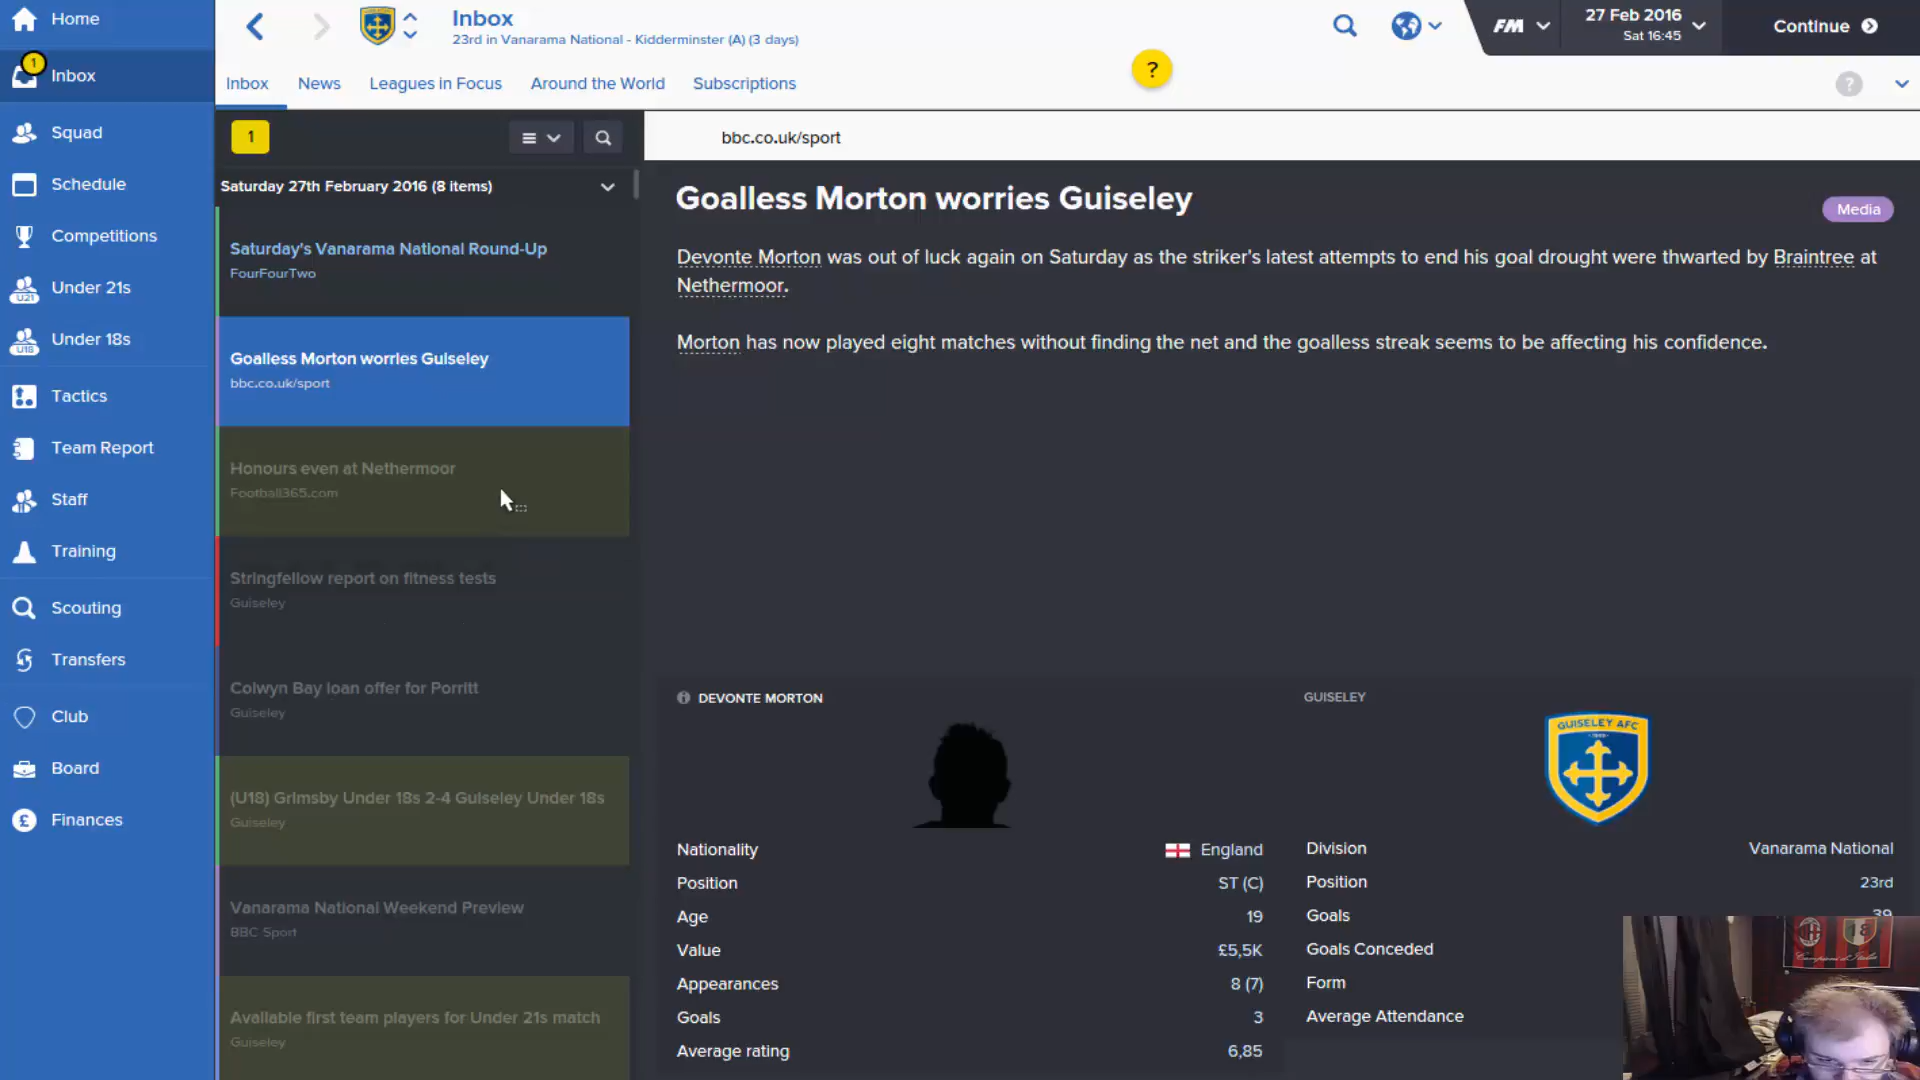 Home
Inbox
1
Squad
Schedule
Competitions
Under 21s
U21
Under 18s
U18
Tactics
Team Report
Staff
Training
Scouting
Transfers
Club
Board
Finances
Inbox
23rd in Vanarama National - Kidderminster (A) (3 days)
FM
27 Feb 2016
Sat 16:45
Continue
Inbox News Leagues in Focus Around the World Subscriptions
?
?
1
Saturday 27th February 2016 (8 items)
Saturday's Vanarama National Round-Up
FourFourTwo
Goalless Morton worries Guiseley
bbc.co.uk/sport
Honours even at Nethermoor
Football365.com
Stringfellow report on fitness tests
Guiseley
Colwyn Bay loan offer for Porritt
Guiseley
(U18) Grimsby Under 18s 2-4 Guiseley Under 18s
Guiseley
Vanarama National Weekend Preview
BBC Sport
Available first team players for Under 21s match
Guiseley
bbc.co.uk/sport
Goalless Morton worries Guiseley
Media
Devonte Morton was out of luck again on Saturday as the striker's latest attempts to end his goal drought were thwarted by Braintree at
Nethermoor.
Morton has now played eight matches without finding the net and the goalless streak seems to be affecting his confidence.
DEVONTE MORTON
Nationality England
Position ST (C)
Age 19
Value £5,5K
Appearances 8 (7)
Goals 3
Average rating 6,85
GUISELEY
GUISELEY AFC
Division Vanarama National
Position 23rd
Goals 39
Goals Conceded
Form
Average Attendance
18